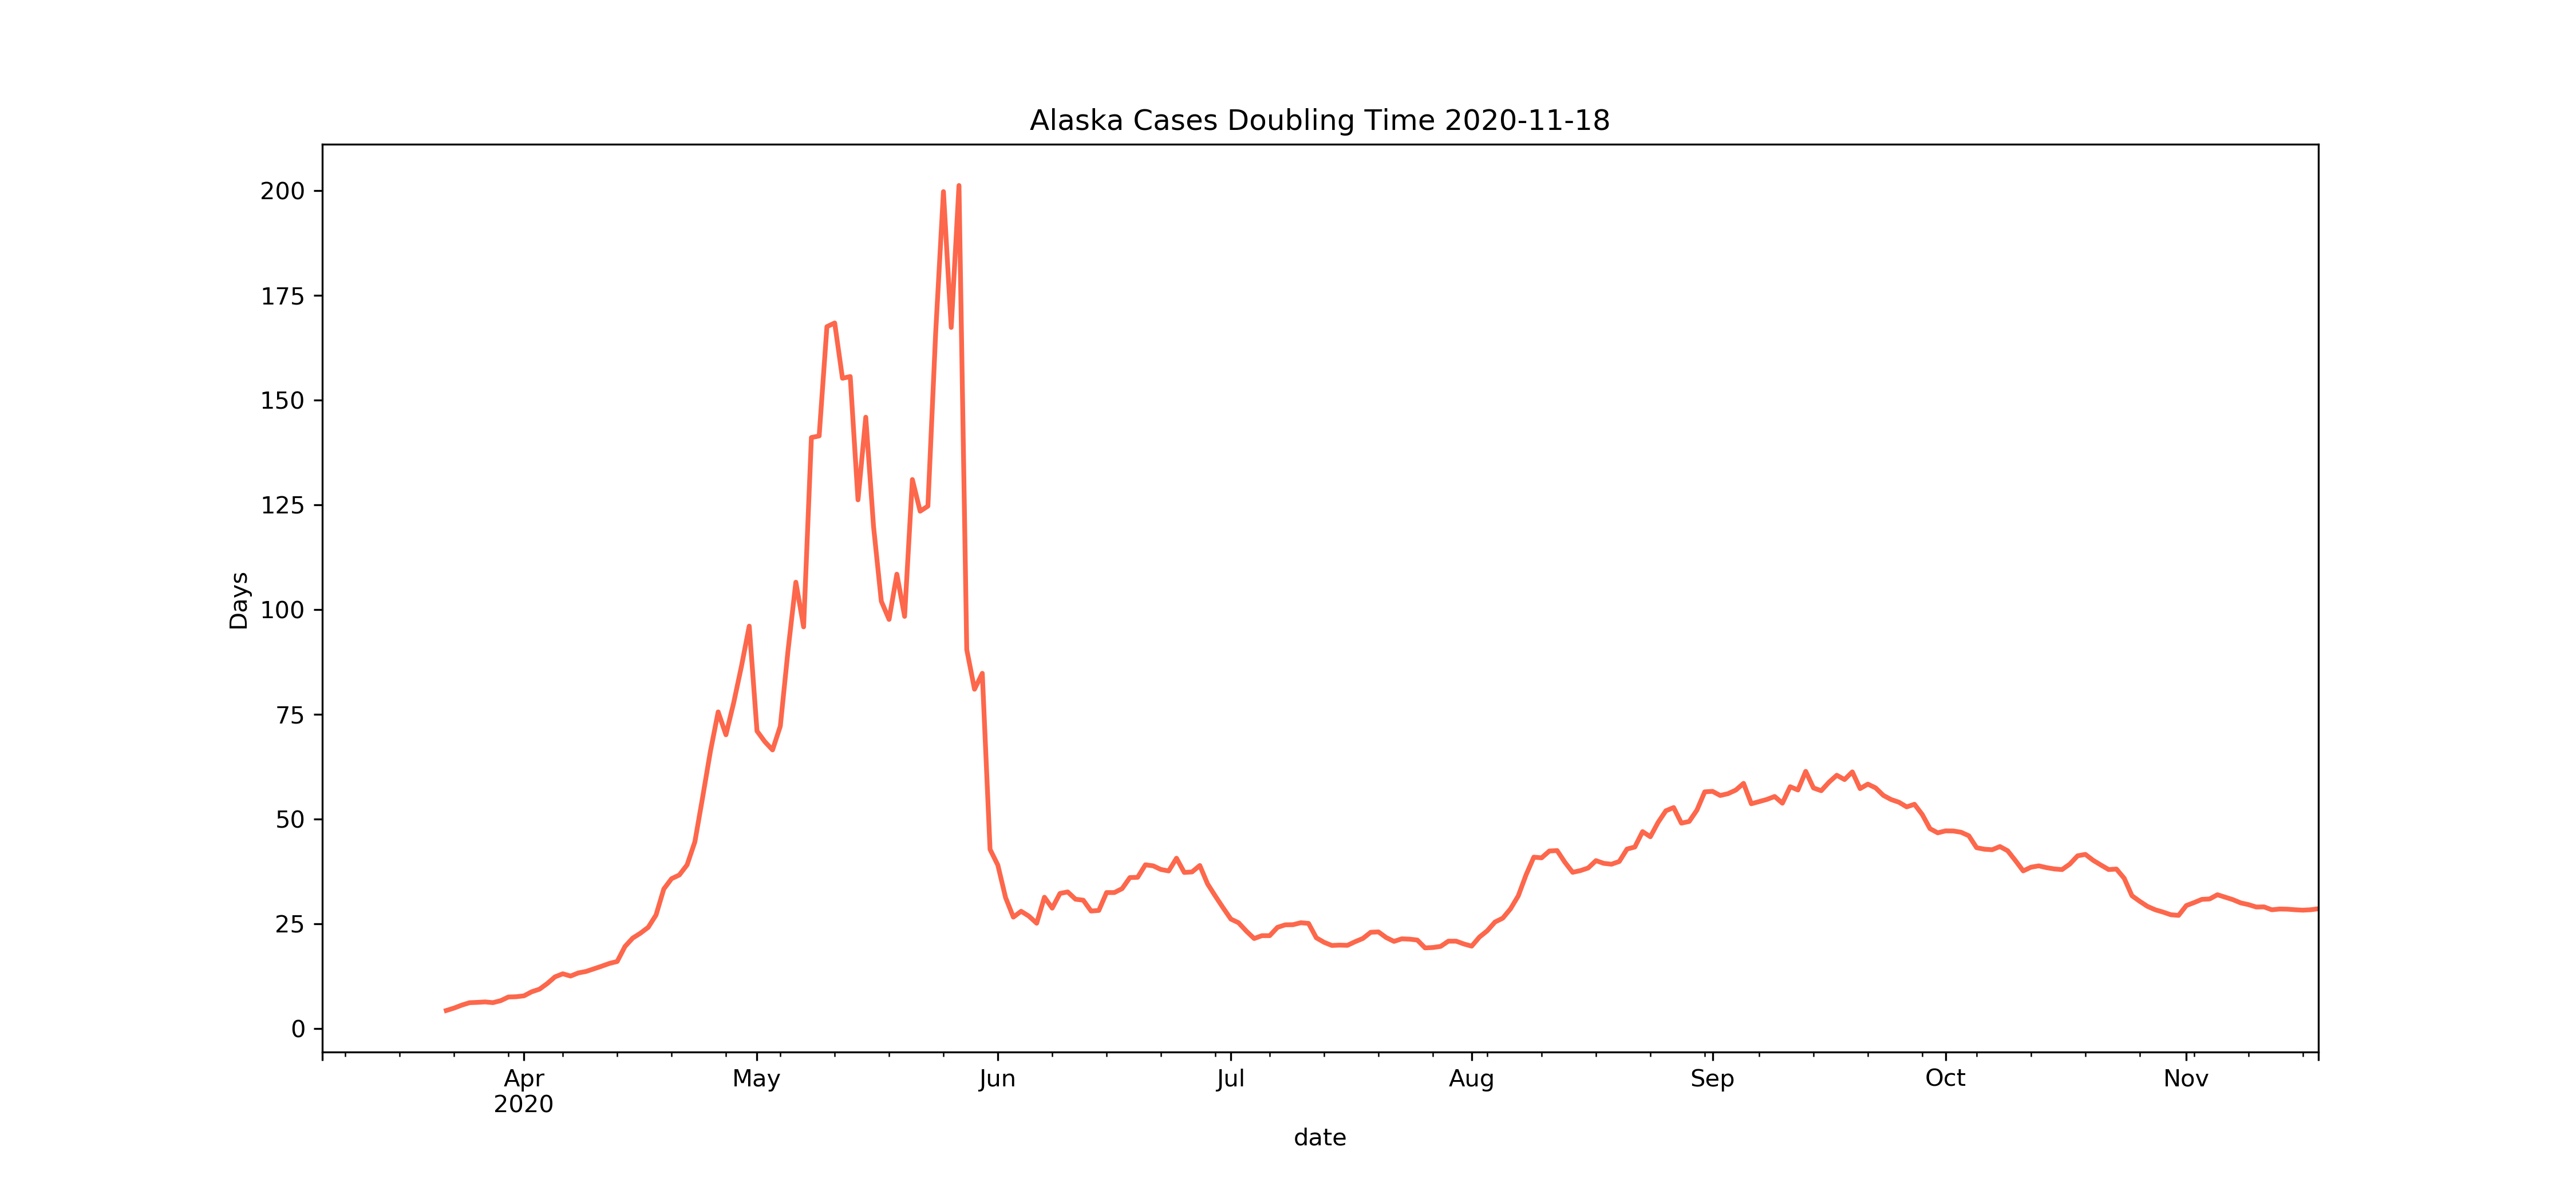 Alaska Cases Doubling Time 2020-11-18
200
175
150
125
100
75
50
25
0
Days
Apr May Jun Jul Aug Sep Oct Nov
2020
date